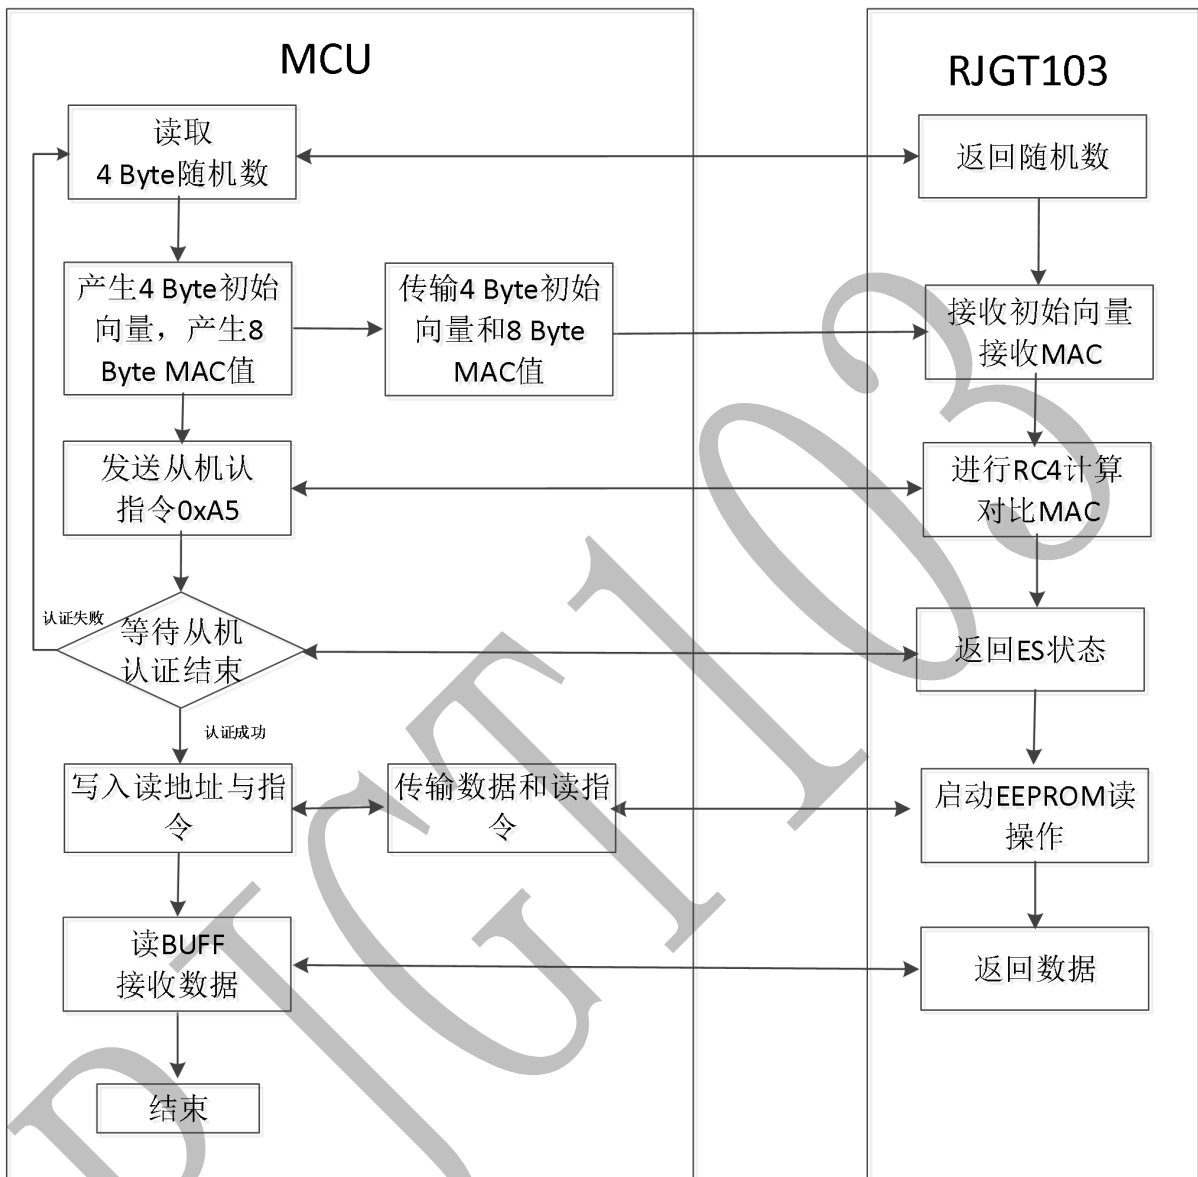 MCU
RJGT103
读取
4 Byte随机数
返回随机数
产生4 Byte初始
向量，产生8
Byte MAC值
传输4 Byte初始
向量和8 Byte
MAC值
接收初始向量
接收MAC
发送从机认
指令0xA5
进行RC4计算
对比MAC
认证失败
等待从机
认证结束
返回ES状态
认证成功
写入读地址与指
令
传输数据和读指
令
启动EEPROM读
操作
读BUFF
接收数据
返回数据
结束
RJGT103